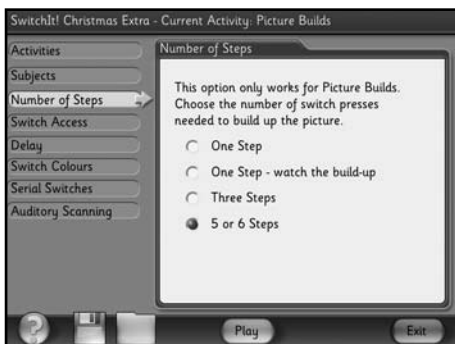 SwitchIt! Christmas Extra - Current Activity: Picture Builds
Activities
Subjects
Number of Steps
Switch Access
Delay
Switch Colours
Serial Switches
Auditory Scanning
Number of Steps
This option only works for Picture Builds.
Choose the number of switch presses
needed to build up the picture.
One Step
One Step - watch the build-up
Three Steps
5 or 6 Steps
?
Play
Exit